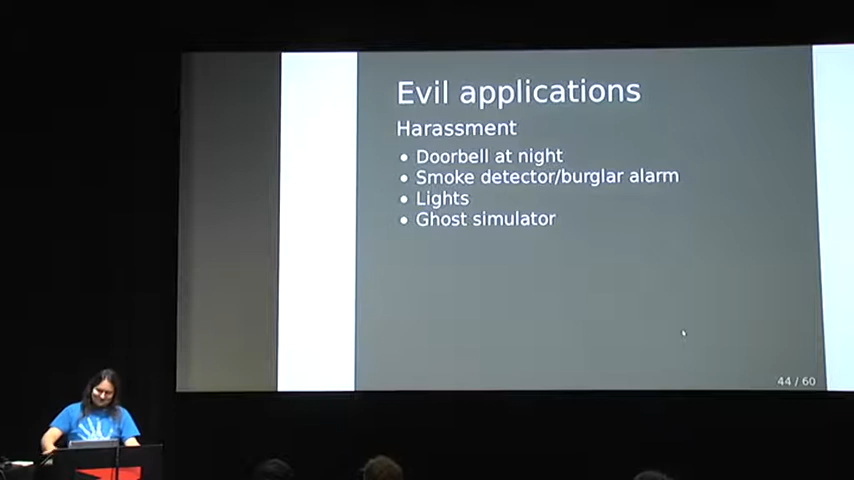 Evil applications
Harassment
• Doorbell at night
• Smoke detector/burglar alarm
• Lights
• Ghost simulator
44 / 60